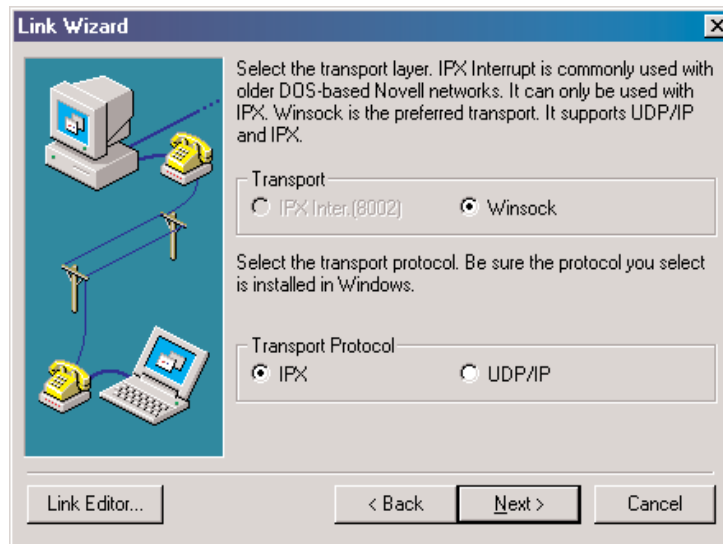 Link Wizard
Select the transport layer. IPX Interrupt is commonly used with
older DOS-based Novell networks. It can only be used with
IPX. Winsock is the preferred transport. It supports UDP/IP
and IPX.
Transport
IPX Inter.(8002) Winsock
Select the transport protocol. Be sure the protocol you select
is installed in Windows.
Transport Protocol
IPX UDP/IP
Link Editor... < Back Next > Cancel